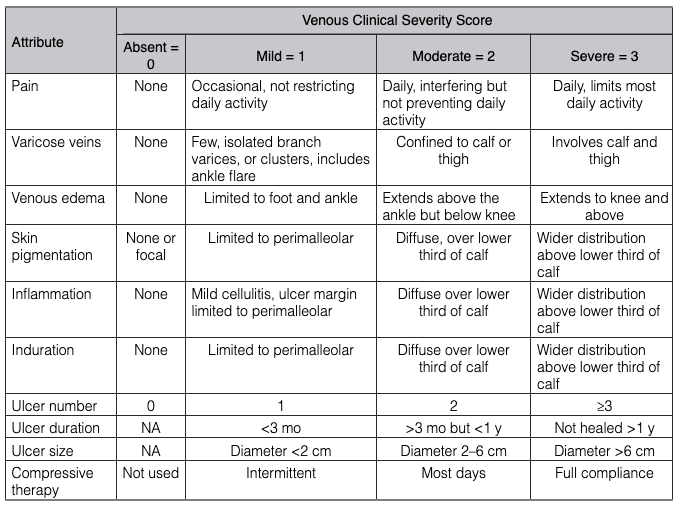 Venous Clinical Severity Score
Attribute
Absent =
0
Mild = 1
Moderate = 2
Severe = 3
Pain
None
Occasional, not restricting
daily activity
Daily, interfering but
not preventing daily
activity
Daily, limits most
daily activity
Varicose veins
None
Few, isolated branch
varices, or clusters, includes
ankle flare
Confined to calf or
thigh
Involves calf and
thigh
Venous edema
None
Limited to foot and ankle
Extends above the
ankle but below knee
Extends to knee and
above
Skin
pigmentation
None or
focal
Limited to perimalleolar
Diffuse, over lower
third of calf
Wider distribution
above lower third of
calf
Inflammation
None
Mild cellulitis, ulcer margin
limited to perimalleolar
Diffuse over lower
third of calf
Wider distribution
above lower third of
calf
Induration
None
Limited to perimalleolar
Diffuse over lower
third of calf
Wider distribution
above lower third of
calf
Ulcer number
0
1
2
≥3
Ulcer duration
NA
<3 mo
>3 mo but <1 y
Not healed >1 y
Ulcer size
NA
Diameter <2 cm
Diameter 2–6 cm
Diameter >6 cm
Compressive
therapy
Not used
Intermittent
Most days
Full compliance